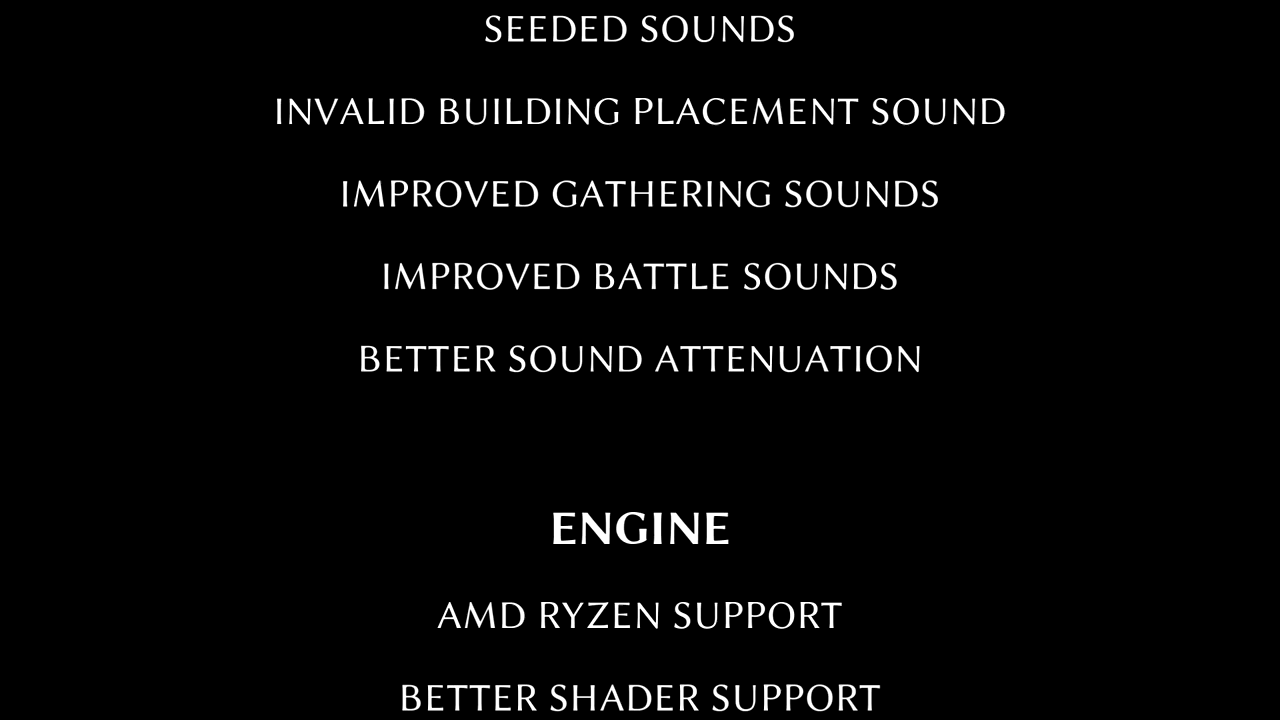 SEEDED SOUNDS
INVALID BUILDING PLACEMENT SOUND
IMPROVED GATHERING SOUNDS
IMPROVED BATTLE SOUNDS
BETTER SOUND ATTENUATION
ENGINE
AMD RYZEN SUPPORT
BETTER SHADER SUPPORT